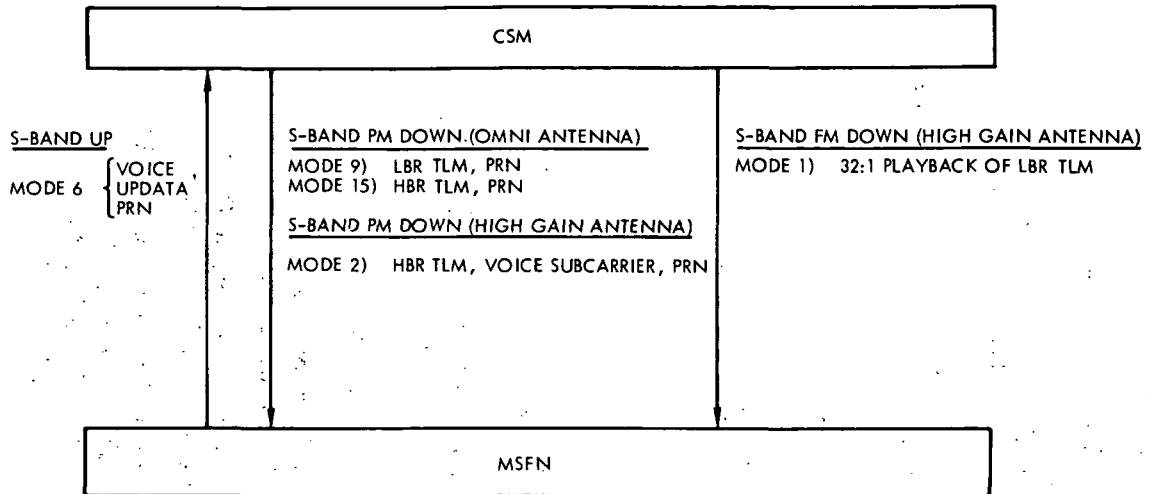 CSM
S-BAND UP
MODE 6 { VOICE
UPDATA
PRN
S-BAND PM DOWN (OMNI ANTENNA)
MODE 9) LBR TLM, PRN
MODE 15) HBR TLM, PRN
S-BAND PM DOWN (HIGH GAIN ANTENNA)
MODE 2) HBR TLM, VOICE SUBCARRIER, PRN
S-BAND FM DOWN (HIGH GAIN ANTENNA)
MODE 1) 32:1 PLAYBACK OF LBR TLM
MSFN